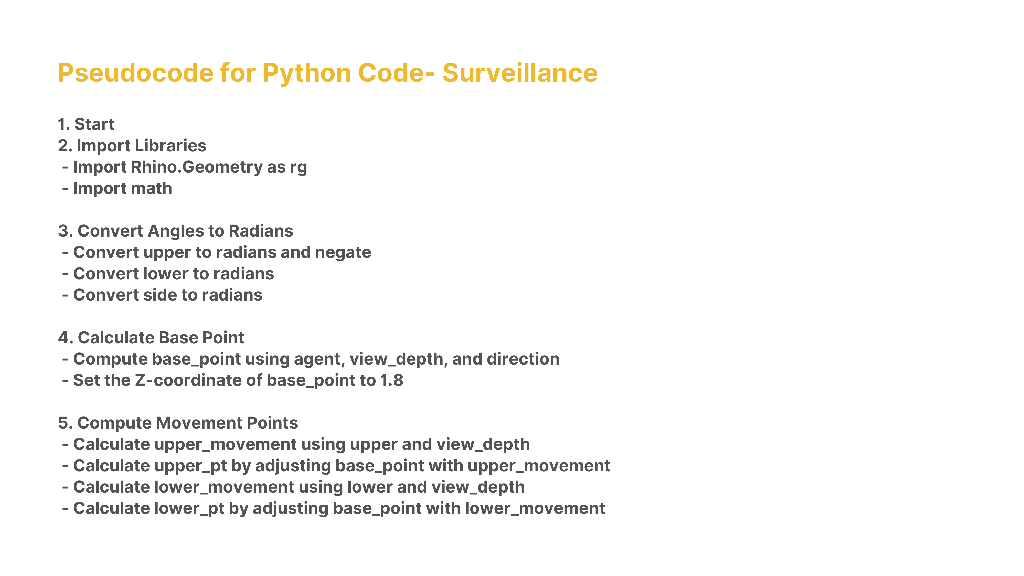 Pseudocode for Python Code- Surveillance
1. Start
2. Import Libraries
- Import Rhino.Geometry as rg
- Import math
3. Convert Angles to Radians
- Convert upper to radians and negate
- Convert lower to radians
- Convert side to radians
4. Calculate Base Point
- Compute base_point using agent, view_depth, and direction
- Set the Z-coordinate of base_point to 1.8
5. Compute Movement Points
- Calculate upper_movement using upper and view_depth
- Calculate upper_pt by adjusting base_point with upper_movement
- Calculate lower_movement using lower and view_depth
- Calculate lower_pt by adjusting base_point with lower_movement